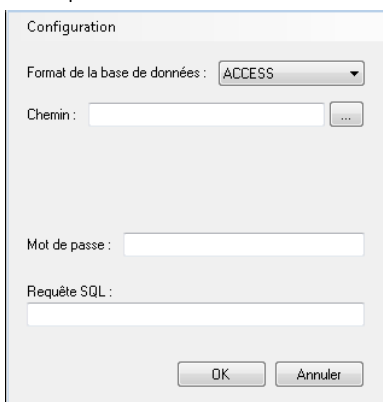 Configuration
Format de la base de données : ACCESS
Chemin : ...
Mot de passe :
Requête SQL :
OK Annuler